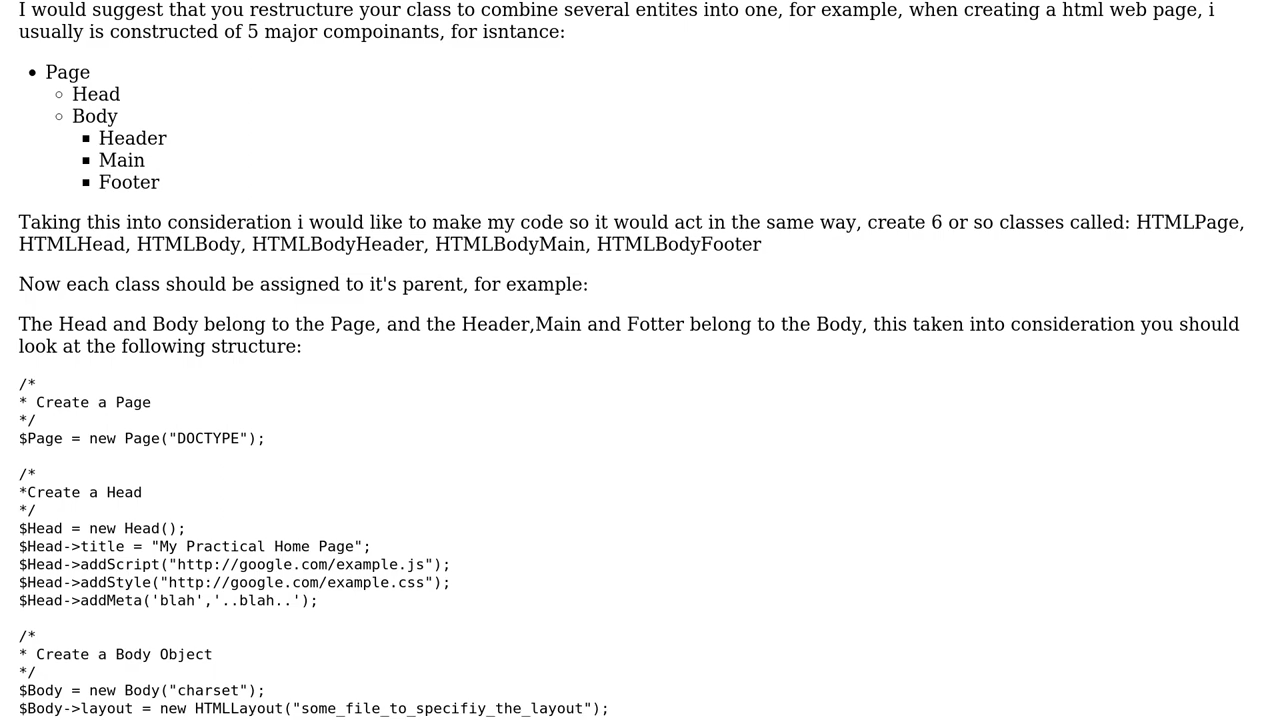 I would suggest that you restructure your class to combine several entites into one, for example, when creating a html web page, i
usually is constructed of 5 major compoinants, for isntance:
• Page
◦ Head
◦ Body
▪ Header
▪ Main
▪ Footer
Taking this into consideration i would like to make my code so it would act in the same way, create 6 or so classes called: HTMLPage,
HTMLHead, HTMLBody, HTMLBodyHeader, HTMLBodyMain, HTMLBodyFooter
Now each class should be assigned to it's parent, for example:
The Head and Body belong to the Page, and the Header,Main and Fotter belong to the Body, this taken into consideration you should
look at the following structure:
/*
* Create a Page
*/
$Page = new Page("DOCTYPE");
/*
*Create a Head
*/
$Head = new Head();
$Head->title = "My Practical Home Page";
$Head->addScript("http://google.com/example.js");
$Head->addStyle("http://google.com/example.css");
$Head->addMeta('blah','..blah..');
/*
* Create a Body Object
*/
$Body = new Body("charset");
$Body->layout = new HTMLLayout("some_file_to_specifiy_the_layout");